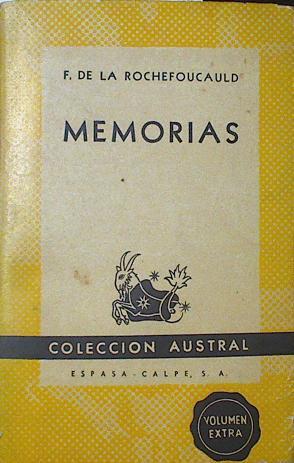 F. DE LA ROCHEFOUCAULD
MEMORIAS
COLECCION AUSTRAL
ESPASA-CALPE, S. A.
VOLUMEN
EXTRA